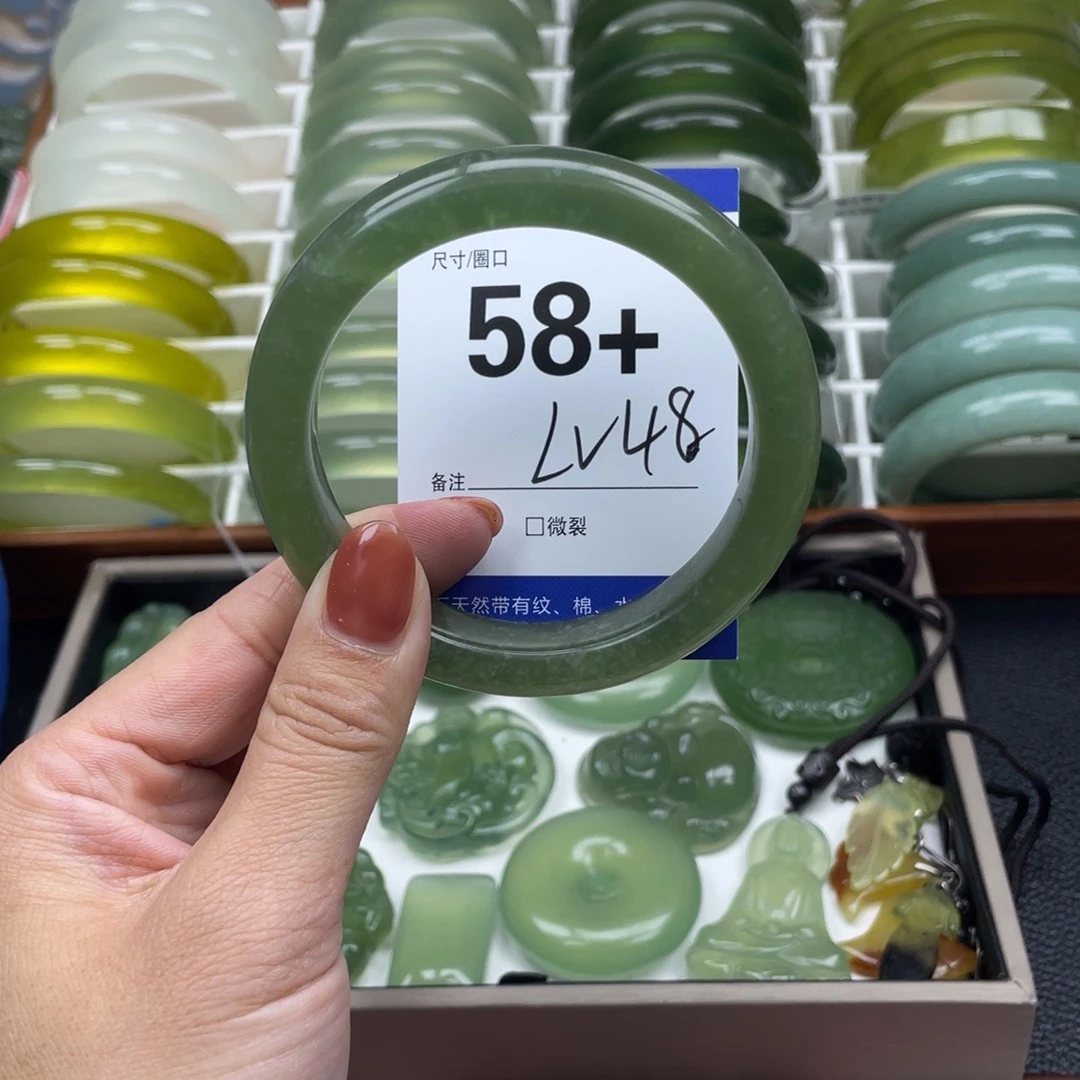 尺寸/圈口
58+
LV48
备注
□微裂
天然带有纹、棉、